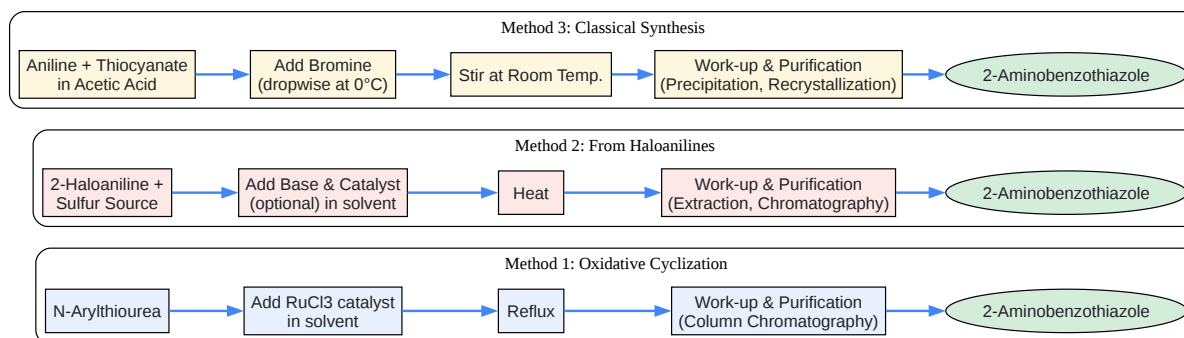 Method 3: Classical Synthesis
Aniline + Thiocyanate
in Acetic Acid
Add Bromine
(dropwise at 0°C)
Stir at Room Temp.
Work-up & Purification
(Precipitation, Recrystallization)
2-Aminobenzothiazole
Method 2: From Haloanilines
2-Haloaniline +
Sulfur Source
Add Base & Catalyst
(optional) in solvent
Heat
Work-up & Purification
(Extraction, Chromatography)
2-Aminobenzothiazole
Method 1: Oxidative Cyclization
N-Arylthiourea
Add RuCl3 catalyst
in solvent
Reflux
Work-up & Purification
(Column Chromatography)
2-Aminobenzothiazole